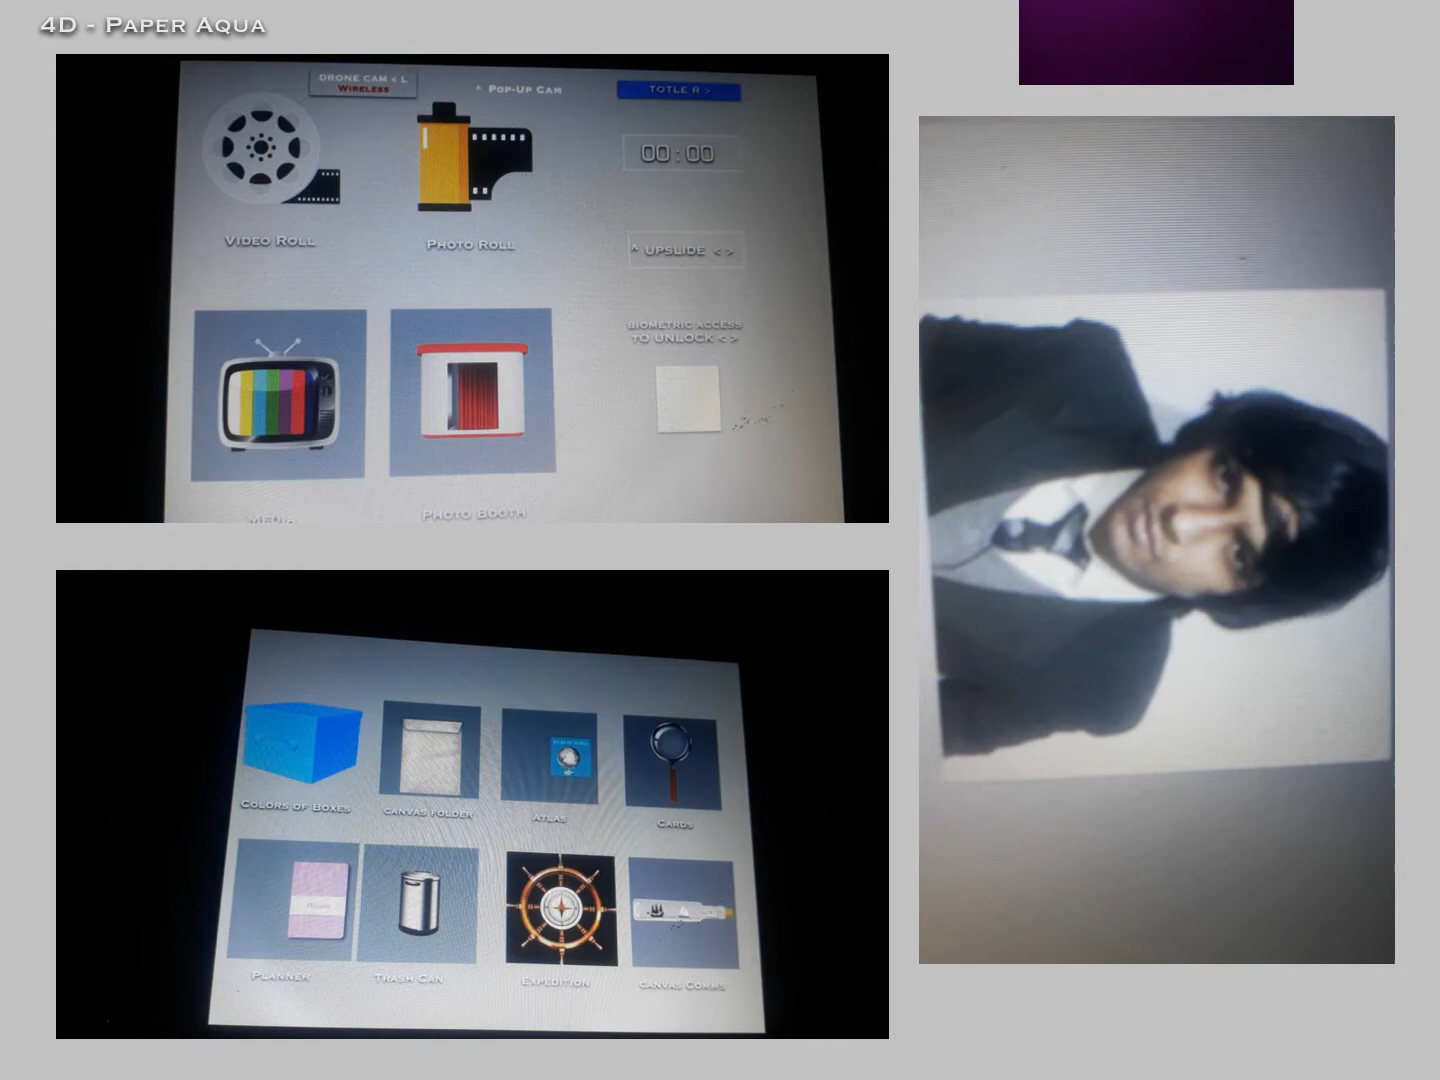 4D - Paper Aqua
DRONE CAM < L
Wireless
^ Pop-Up Cam
TOTLE R >
00:00
Video Roll
Photo Roll
^ UPSLIDE < >
BIOMETRIC ACCESS
TO UNLOCK < >
MEDIA
Photo Booth
Colors of Boxes
Canvas Folder
Atlas
Cards
Planner
Trash Can
Expedition
Canvas Comms